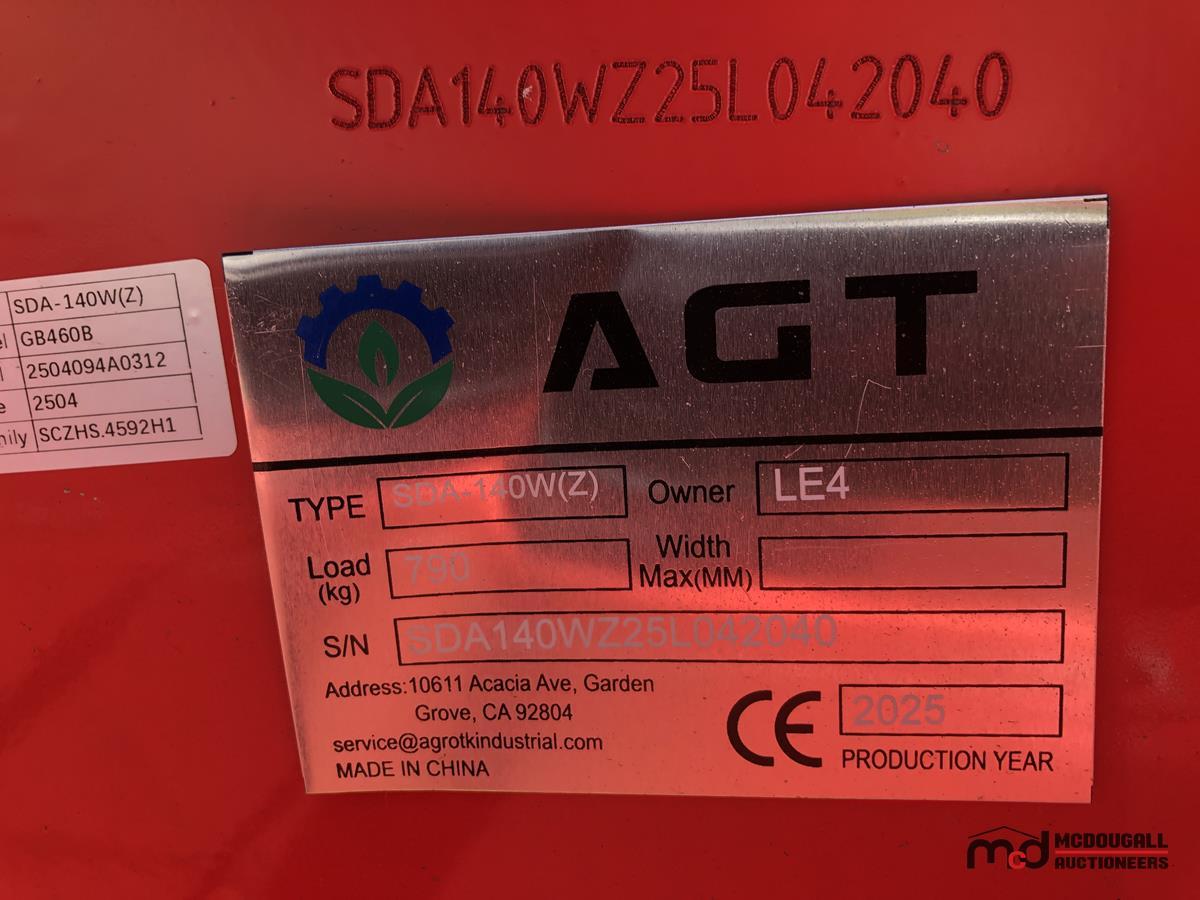 SDA140WZ25L042040
SDA-140W(Z)
GB460B
2504094A0312
2504
SCZHS.4592H1
AGT
TYPE SDA-140W(Z) Owner LE4
Load (kg) 790 Width Max(MM)
S/N SDA140WZ25L042040
Address:10611 Acacia Ave, Garden
Grove, CA 92804
service@agrotkindustrial.com
MADE IN CHINA
CE 2025
PRODUCTION YEAR
mcd MCDOUGALL
AUCTIONEERS